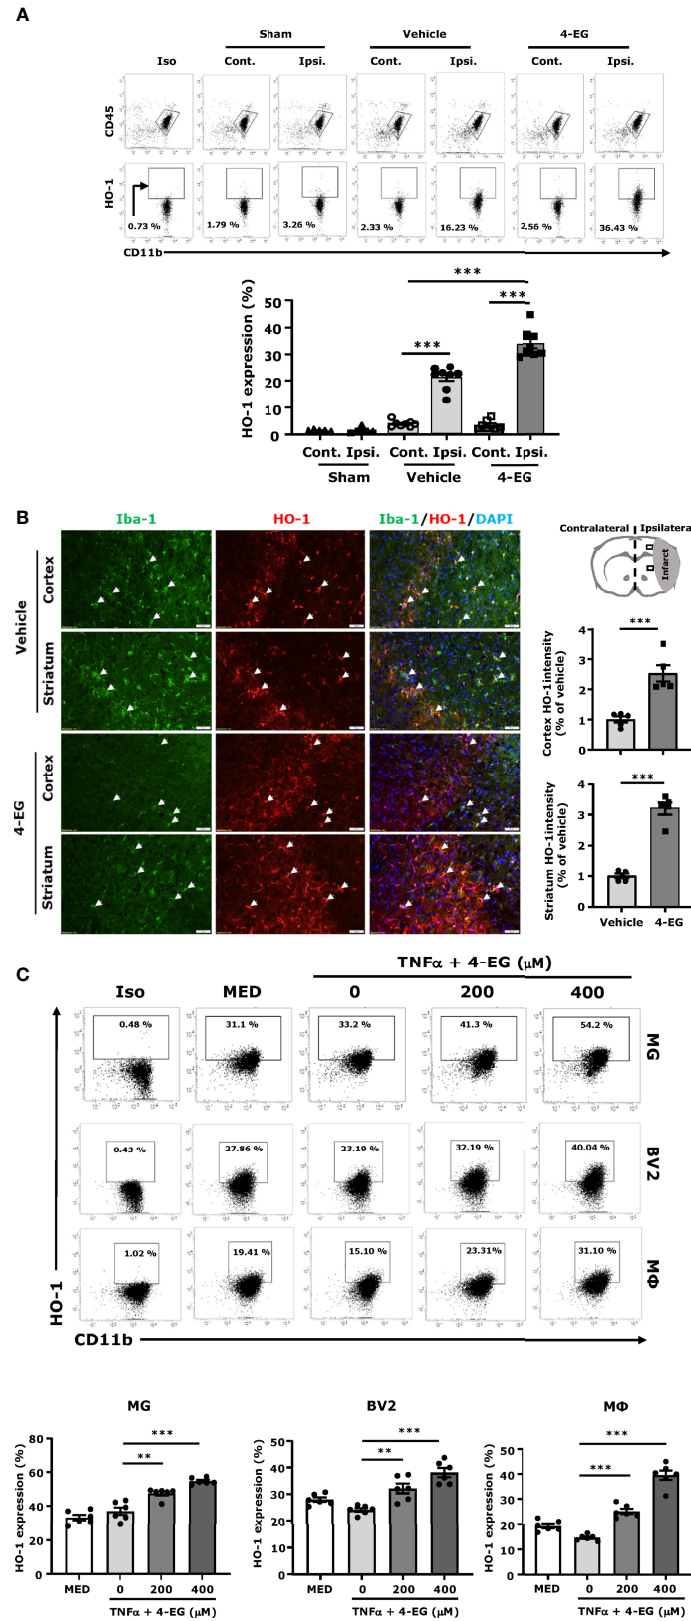 A
Sham Vehicle 4-EG
Iso Cont. Ipsi. Cont. Ipsi. Cont. Ipsi.
CD45
HO-1
0.73 % 1.79 % 3.26 % 2.33 % 16.23 % 2.56 % 36.43 %
CD11b
***
***
***
HO-1 expression (%)
50
40
30
20
10
0
Cont. Ipsi. Cont. Ipsi. Cont. Ipsi.
Sham Vehicle 4-EG
B
Iba-1 HO-1 Iba-1/HO-1/DAPI
Vehicle
Cortex
Striatum
4-EG
Cortex
Striatum
Contralateral Ipsilateral
Infarct
***
Cortex HO-1intensity
(% of vehicle)
4
3
2
1
0
***
Striatum HO-1intensity
(% of vehicle)
4
3
2
1
0
Vehicle 4-EG
C
TNFα + 4-EG (μM)
Iso MED 0 200 400
0.48 % 31.1 % 33.2 % 41.3 % 54.2 %
MG
0.43 % 27.96 % 23.19 % 32.19 % 40.04 %
BV2
1.02 % 19.41 % 15.10 % 23.31% 31.10 %
MΦ
HO-1
CD11b
MG
HO-1 expression (%)
80
60
40
20
0
***
**
MED 0 200 400
TNFα + 4-EG (μM)
BV2
HO-1 expression (%)
50
40
30
20
10
0
***
**
MED 0 200 400
TNFα + 4-EG (μM)
MΦ
HO-1 expression (%)
50
40
30
20
10
0
***
***
MED 0 200 400
TNFα + 4-EG (μM)